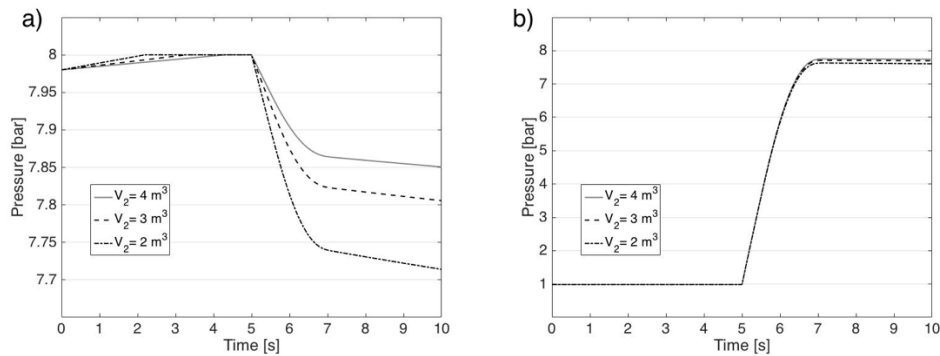 a)
8
7.95
7.9
7.85
7.8
7.75
7.7
Pressure [bar]
V₂= 4 m³
V₂= 3 m³
V₂= 2 m³
0 1 2 3 4 5 6 7 8 9 10
Time [s]
b)
8
7
6
5
4
3
2
1
Pressure [bar]
V₂= 4 m³
V₂= 3 m³
V₂= 2 m³
0 1 2 3 4 5 6 7 8 9 10
Time [s]